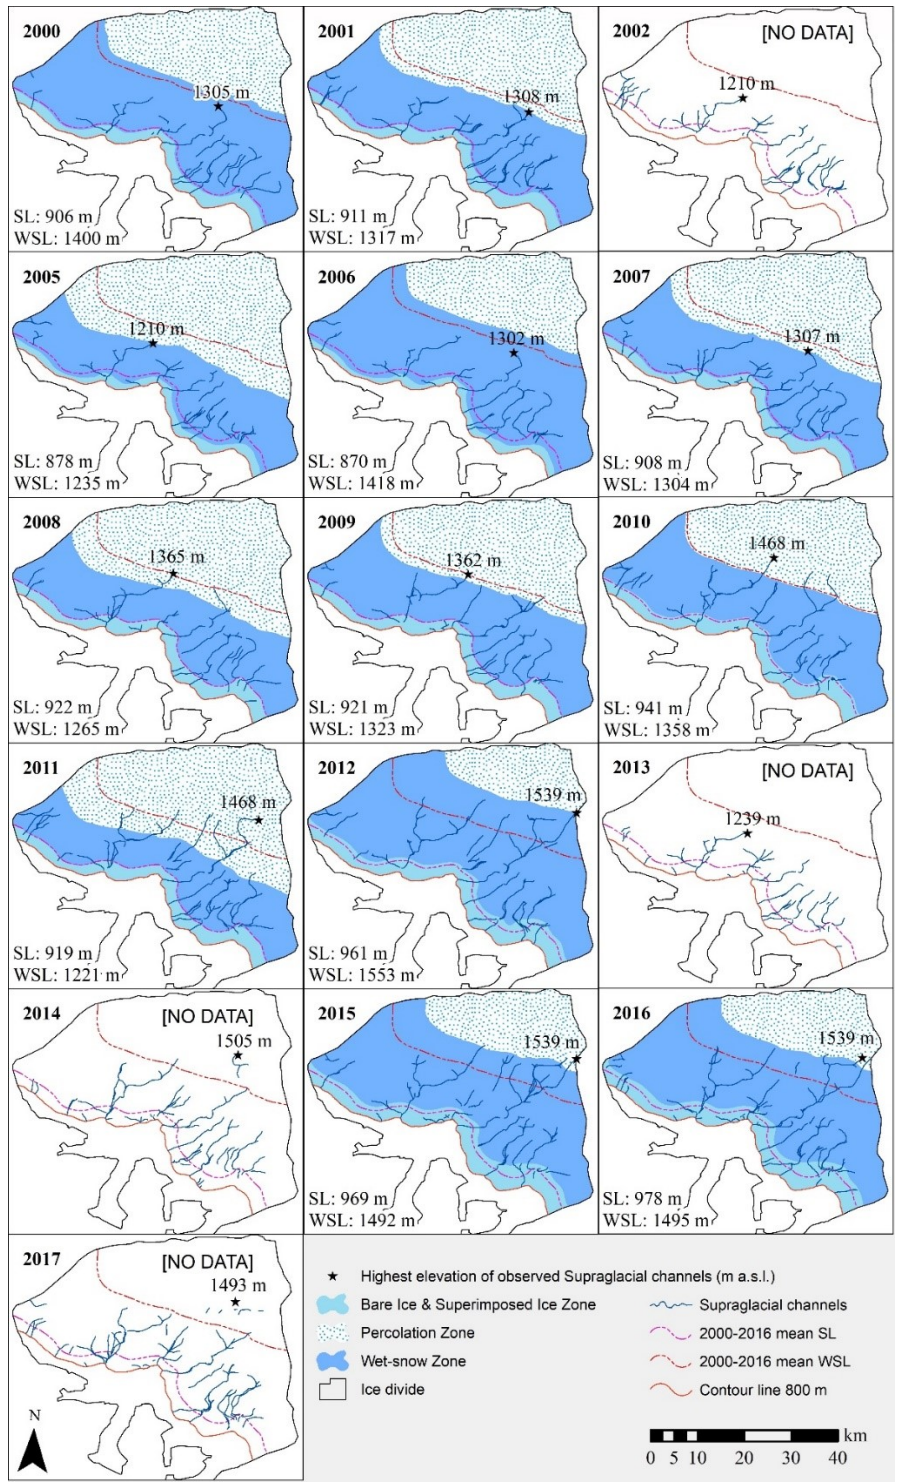 2000
1305 m
SL: 906 m
WSL: 1400 m
2001
1308 m
SL: 911 m
WSL: 1317 m
2002
[NO DATA]
1210 m
2005
1210 m
SL: 878 m
WSL: 1235 m
2006
1302 m
SL: 870 m
WSL: 1418 m
2007
1307 m
SL: 908 m
WSL: 1304 m
2008
1365 m
SL: 922 m
WSL: 1265 m
2009
1362 m
SL: 921 m
WSL: 1323 m
2010
1468 m
SL: 941 m
WSL: 1358 m
2011
1468 m
SL: 919 m
WSL: 1221 m
2012
1539 m
SL: 961 m
WSL: 1553 m
2013
[NO DATA]
1239 m
2014
[NO DATA]
1505 m
2015
1539 m
SL: 969 m
WSL: 1492 m
2016
1539 m
SL: 978 m
WSL: 1495 m
2017
[NO DATA]
1493 m
N
Highest elevation of observed Supraglacial channels (m a.s.l.)
Bare Ice & Superimposed Ice Zone
Percolation Zone
Wet-snow Zone
Ice divide
Supraglacial channels
2000-2016 mean SL
2000-2016 mean WSL
Contour line 800 m
km
0 5 10 20 30 40